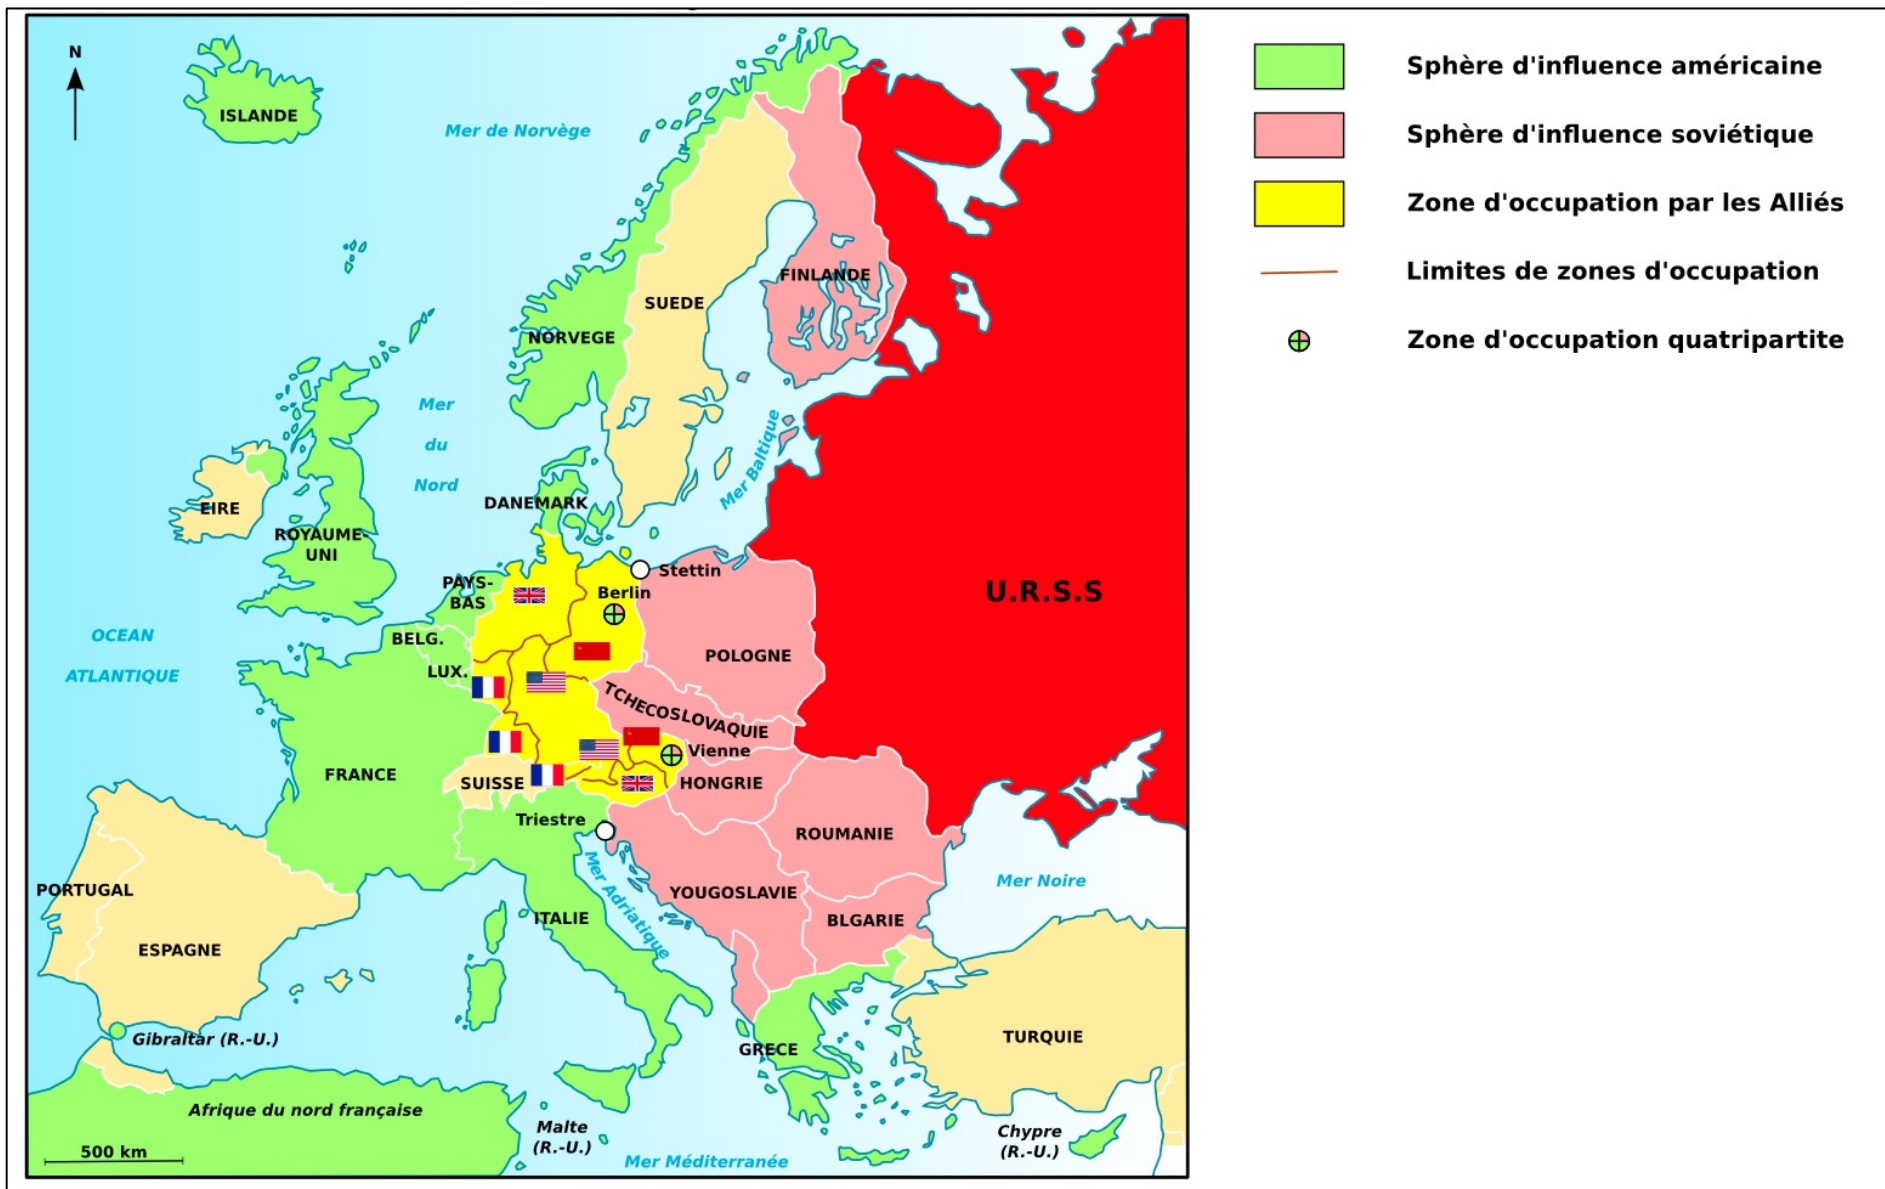 N
ISLANDE
Mer de Norvège
FINLANDE
SUEDE
NORVEGE
Mer
du
Nord
Mer Baltique
DANEMARK
EIRE
ROYAUME-
UNI
PAYS-
BAS
Stettin
Berlin
U.R.S.S
OCEAN
ATLANTIQUE
BELG.
LUX.
POLOGNE
TCHECOSLOVAQUIE
Vienne
FRANCE
SUISSE
HONGRIE
Triestre
ROUMANIE
Mer Noire
PORTUGAL
YOUGOSLAVIE
Mer Adriatique
ITALIE
BLGARIE
ESPAGNE
Gibraltar (R.-U.)
GRECE
TURQUIE
Afrique du nord française
Malte
(R.-U.)
Chypre
(R.-U.)
500 km
Mer Méditerranée
Sphère d'influence américaine
Sphère d'influence soviétique
Zone d'occupation par les Alliés
Limites de zones d'occupation
Zone d'occupation quatripartite